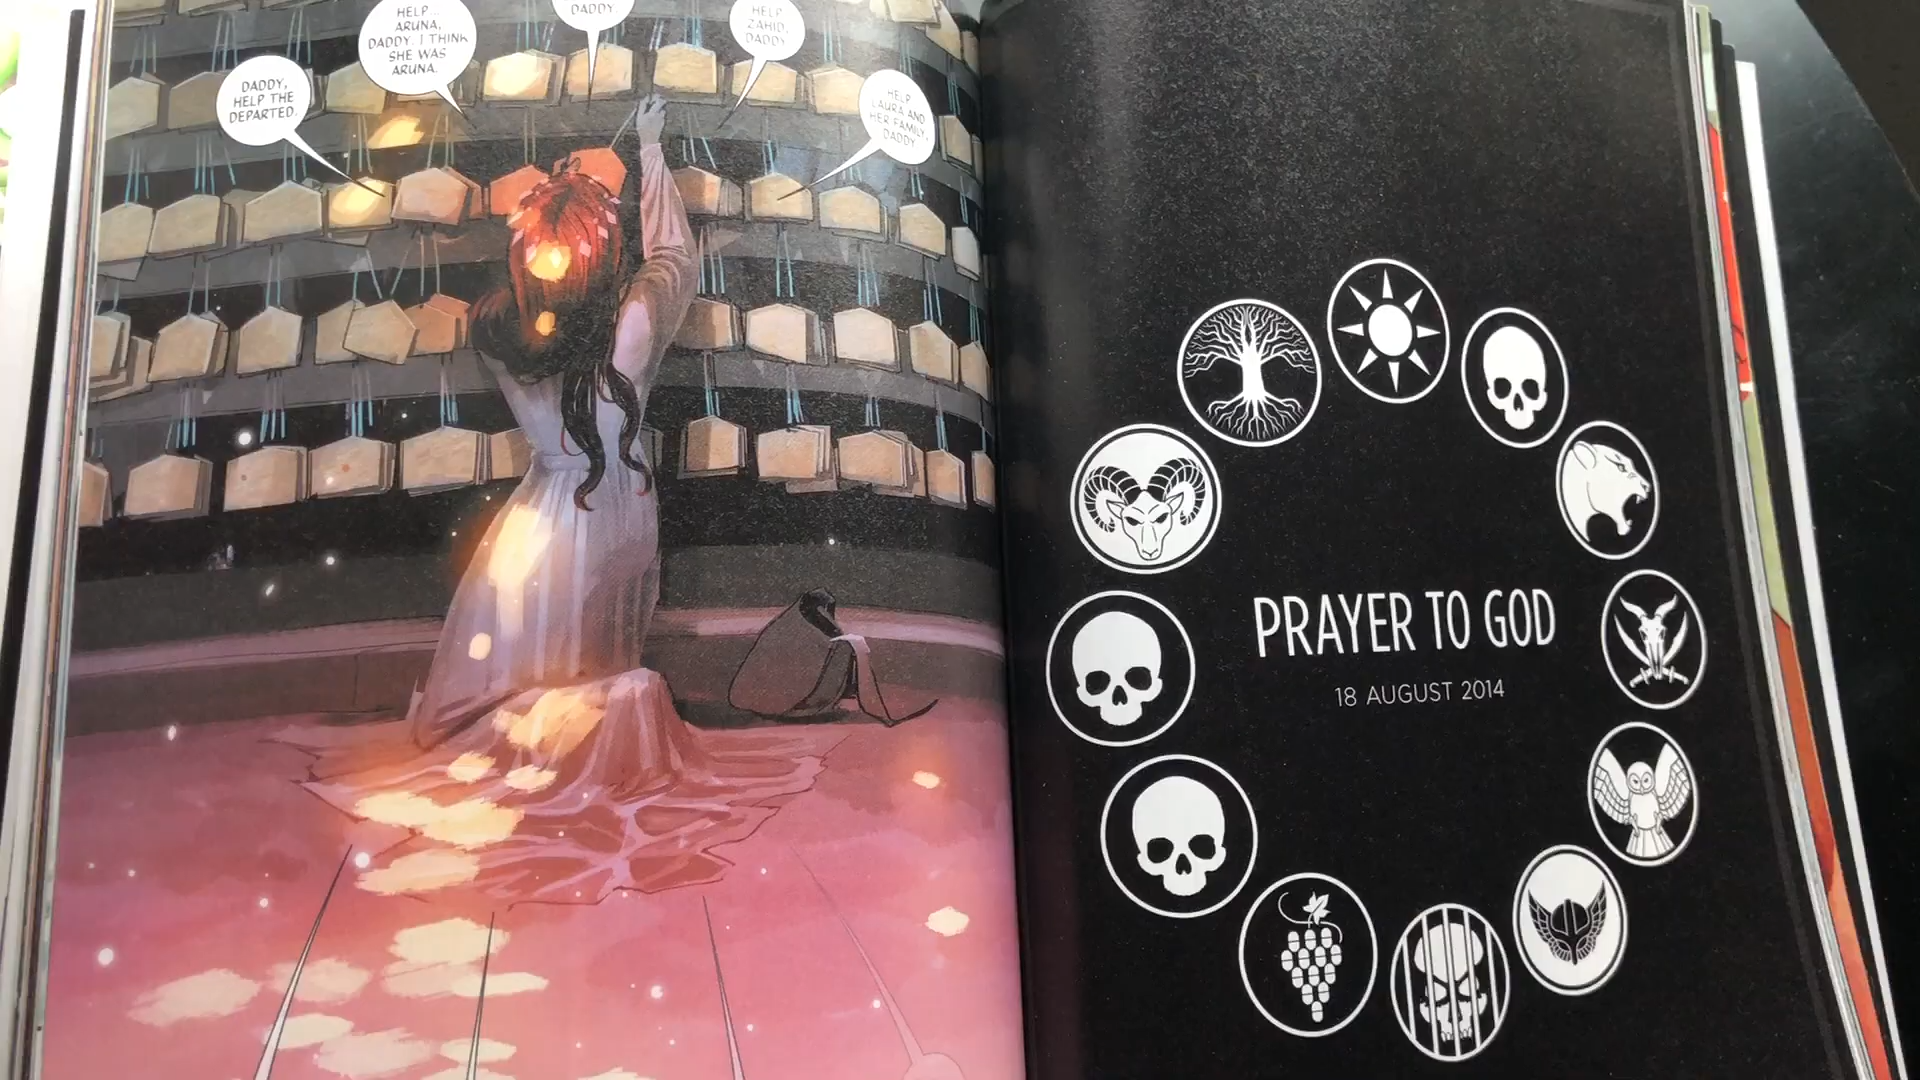 HELP...
ARUNA,
DADDY. I THINK
SHE WAS
ARUNA.
DADDY.
HELP
ZAHID,
DADDY.
DADDY,
HELP THE
DEPARTED.
HELP
LAURA AND
HER FAMILY,
DADDY.
PRAYER TO GOD
18 AUGUST 2014